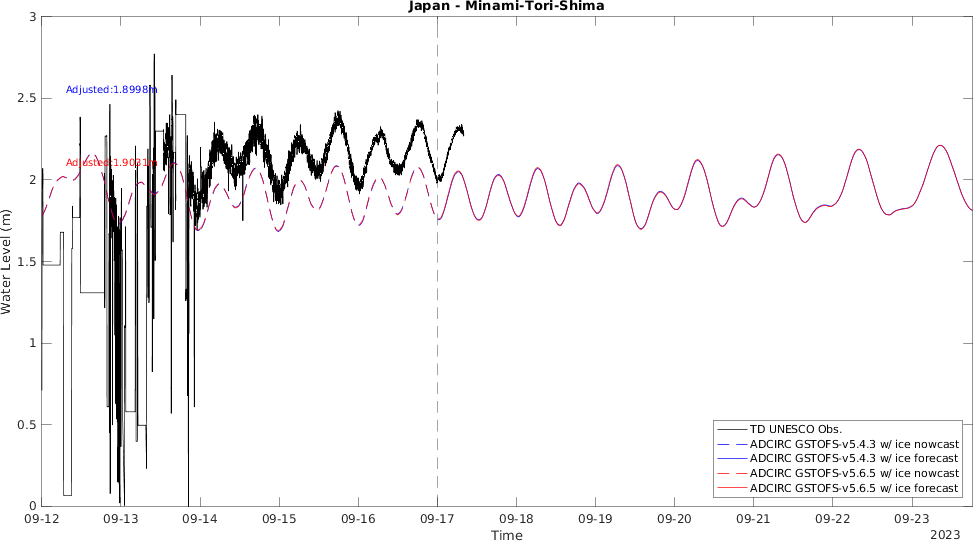 Japan - Minami-Tori-Shima
3
2.5
2
1.5
1
0.5
0
Water Level (m)
Adjusted:1.8998m
Adjusted:1.9031m
TD UNESCO Obs.
ADCIRC GSTOFS-v5.4.3 w/ ice nowcast
ADCIRC GSTOFS-v5.4.3 w/ ice forecast
ADCIRC GSTOFS-v5.6.5 w/ ice nowcast
ADCIRC GSTOFS-v5.6.5 w/ ice forecast
09-12 09-13 09-14 09-15 09-16 09-17 09-18 09-19 09-20 09-21 09-22 09-23
Time
2023